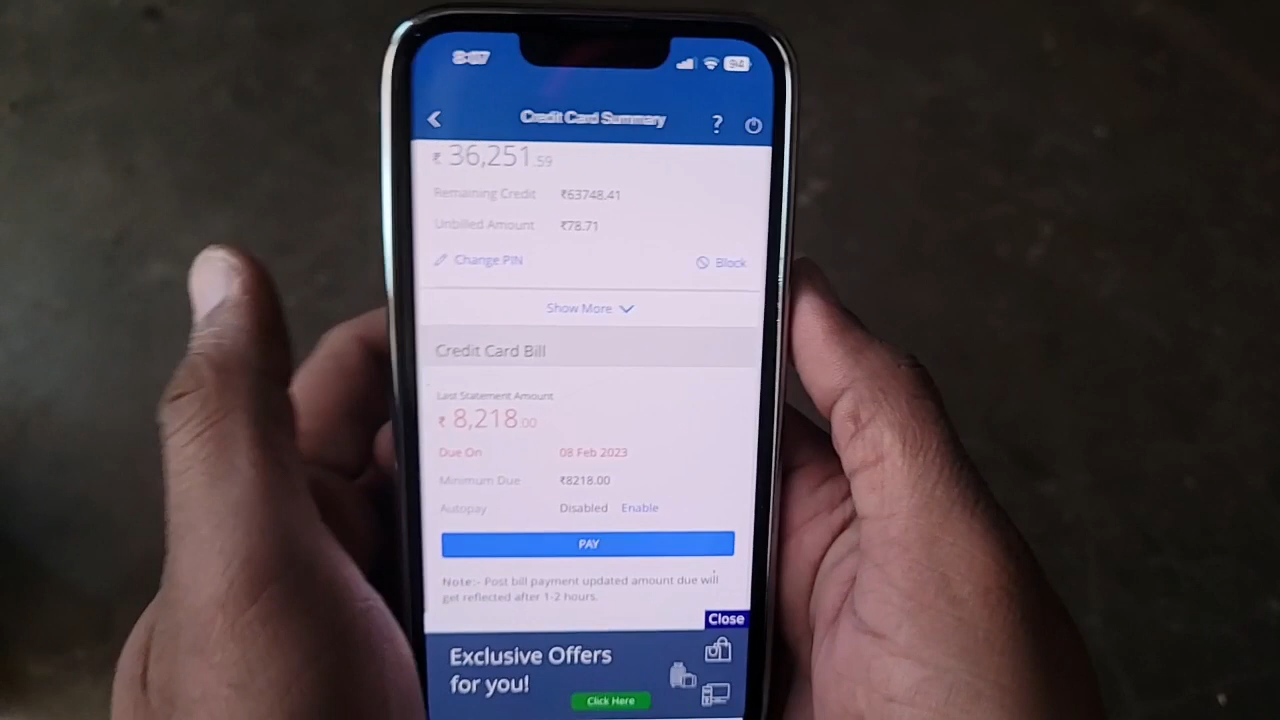 8:07
94
Credit Card Summary
?
₹ 36,251.59
Remaining Credit ₹63748.41
Unbilled Amount ₹78.71
Change PIN Block
Show More
Credit Card Bill
Last Statement Amount
₹ 8,218.00
Due On 08 Feb 2023
Minimum Due ₹8218.00
Autopay Disabled Enable
PAY
Note:- Post bill payment updated amount due will
get reflected after 1-2 hours.
Close
Exclusive Offers
for you!
Click Here